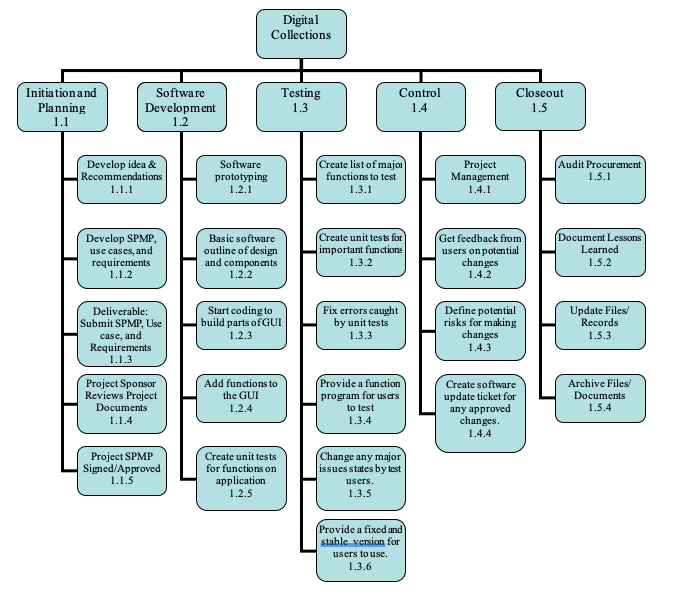 Digital
Collections
Initiation and
Planning
1.1
Software
Development
1.2
Testing
1.3
Control
1.4
Closeout
1.5
Develop idea &
Recommendations
1.1.1
Develop SPMP,
use cases, and
requirements
1.1.2
Deliverable:
Submit SPMP, Use
case, and
Requirements
1.1.3
Project Sponsor
Reviews Project
Documents
1.1.4
Project SPMP
Signed/Approved
1.1.5
Software
prototyping
1.2.1
Basic software
outline of design
and components
1.2.2
Start coding to
build parts of GUI
1.2.3
Add functions to
the GUI
1.2.4
Create unit tests
for functions on
application
1.2.5
Create list of major
functions to test
1.3.1
Create unit tests for
important functions
1.3.2
Fix errors caught
by unit tests
1.3.3
Provide a function
program for users
to test
1.3.4
Change any major
issues states by test
users.
1.3.5
Provide a fixed and
stable version for
users to use.
1.3.6
Project
Management
1.4.1
Get feedback from
users on potential
changes
1.4.2
Define potential
risks for making
changes
1.4.3
Create software
update ticket for
any approved
changes.
1.4.4
Audit Procurement
1.5.1
Document Lessons
Learned
1.5.2
Update Files/
Records
1.5.3
Archive Files/
Documents
1.5.4